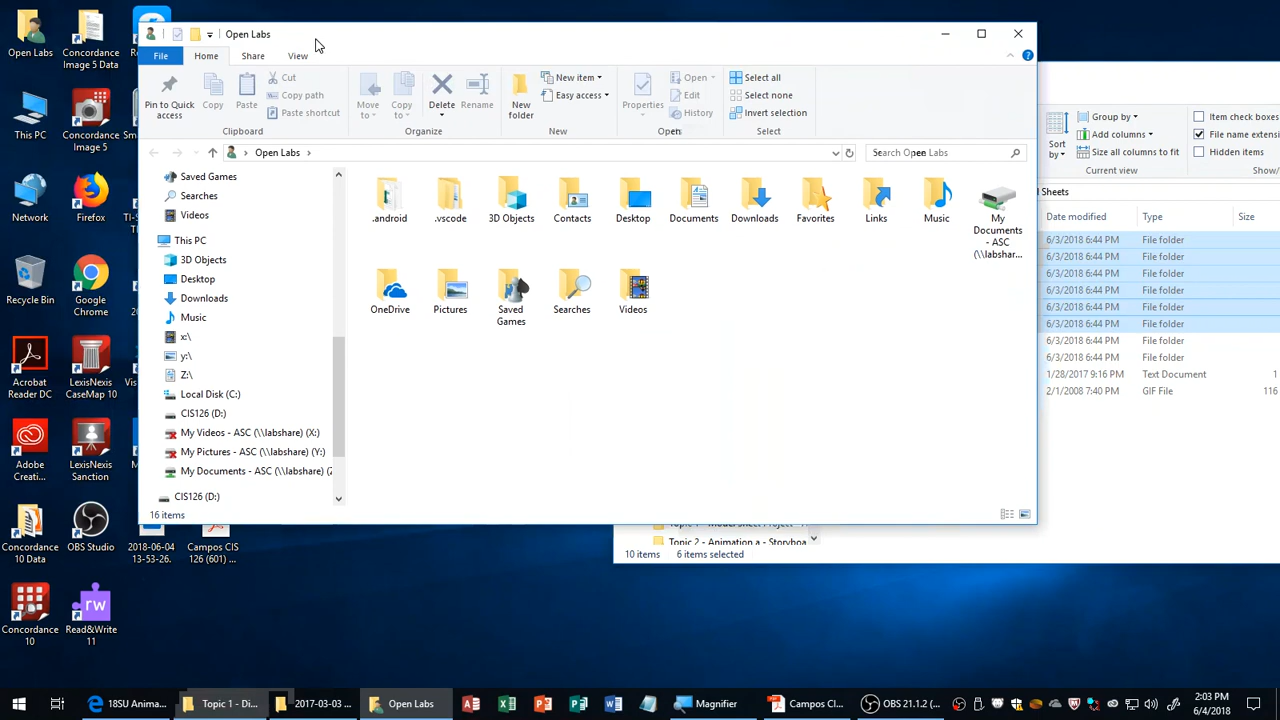 Open Labs
Concordance Image 5 Data
This PC
Concordance Image 5
Network
Firefox
Recycle Bin
Google Chrome
Acrobat Reader DC
LexisNexis CaseMap 10
Adobe Creati...
LexisNexis Sanction
Concordance 10 Data
OBS Studio
2018-06-04 13-53-26.
Campos CIS 126 (601) ...
Concordance 10
Read&Write 11
Open Labs
File
Home
Share
View
Pin to Quick access
Copy
Paste
Cut
Copy path
Paste shortcut
Clipboard
Move to
Copy to
Delete
Rename
Organize
New folder
New item
Easy access
New
Properties
Open
Edit
History
Open
Select all
Select none
Invert selection
Select
Open Labs
Search Open Labs
Saved Games
Searches
Videos
This PC
3D Objects
Desktop
Downloads
Music
x:\
y:\
Z:\
Local Disk (C:)
CIS126 (D:)
My Videos - ASC (\\labshare) (X:)
My Pictures - ASC (\\labshare) (Y:)
My Documents - ASC (\\labshare) (Z
CIS126 (D:)
16 items
.android
.vscode
3D Objects
Contacts
Desktop
Documents
Downloads
Favorites
Links
Music
My Documents - ASC (\\labshar...
OneDrive
Pictures
Saved Games
Searches
Videos
Sort by
Group by
Add columns
Size all columns to fit
Current view
Item check boxes
File name extens
Hidden items
Show/
Sheets
Date modified Type Size
6/3/2018 6:44 PM File folder
6/3/2018 6:44 PM File folder
6/3/2018 6:44 PM File folder
6/3/2018 6:44 PM File folder
6/3/2018 6:44 PM File folder
6/3/2018 6:44 PM File folder
6/3/2018 6:44 PM File folder
6/3/2018 6:44 PM File folder
1/28/2017 9:16 PM Text Document 1
2/1/2008 7:40 PM GIF File 116
Topic 2 - Animation a - Storyboa
10 items 6 items selected
18SU Anima...
Topic 1 - Di...
2017-03-03 ...
Open Labs
Magnifier
Campos CI...
OBS 21.1.2 (...
2:03 PM
6/4/2018